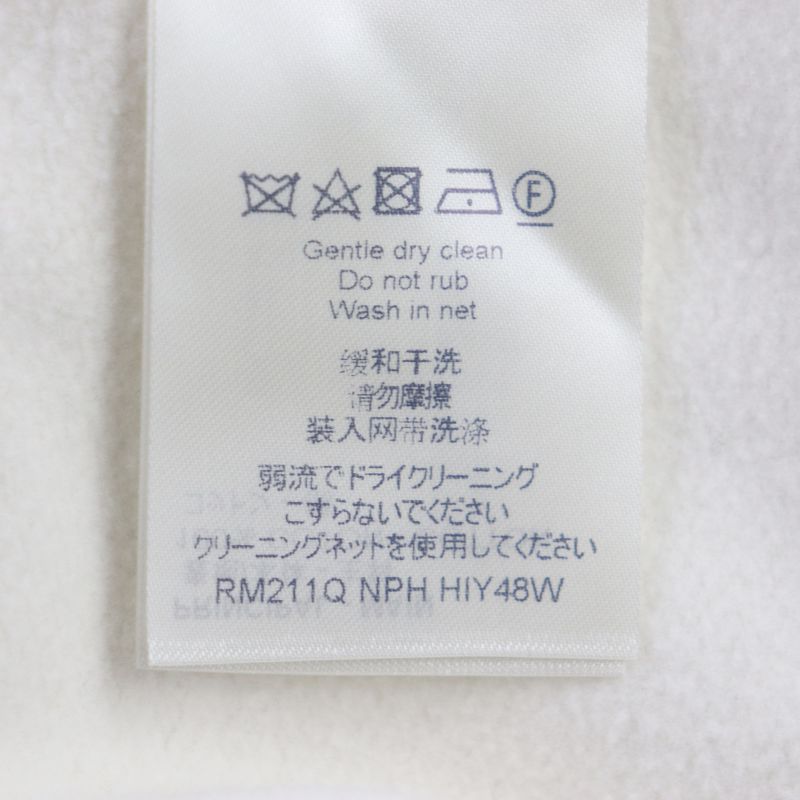 F
Gentle dry clean
Do not rub
Wash in net
缓和干洗
请勿摩擦
装入网带洗涤
弱流でドライクリーニング
こすらないでください
クリーニングネットを使用してください
RM211Q NPH HIY48W